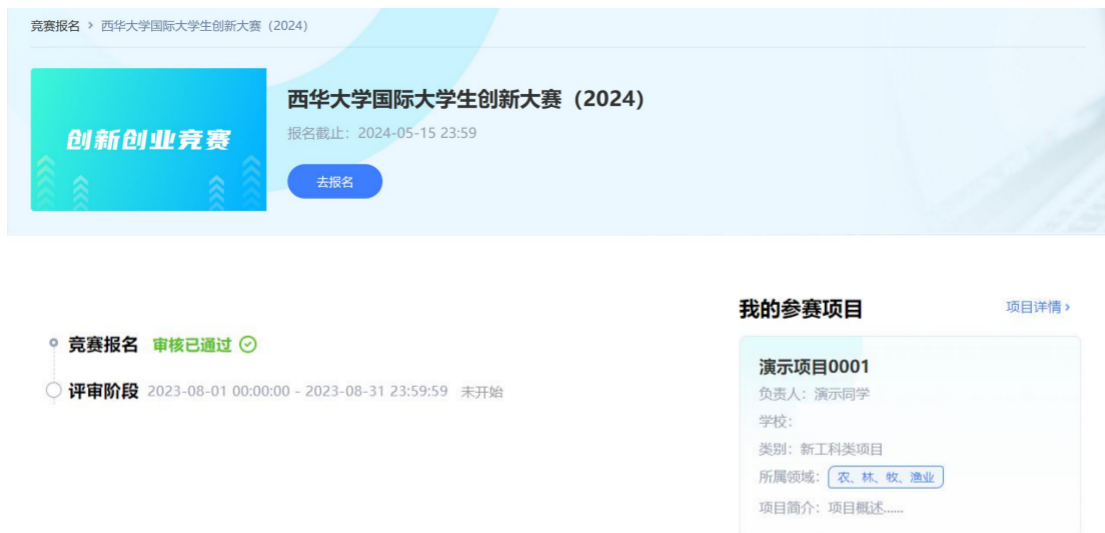 竞赛报名 > 西华大学国际大学生创新大赛（2024）
创新创业竞赛
西华大学国际大学生创新大赛（2024）
报名截止：2024-05-15 23:59
去报名
竞赛报名 审核已通过
评审阶段 2023-08-01 00:00:00 - 2023-08-31 23:59:59 未开始
我的参赛项目 项目详情 >
演示项目0001
负责人：演示同学
学校：
类别：新工科类项目
所属领域：农、林、牧、渔业
项目简介：项目概述......